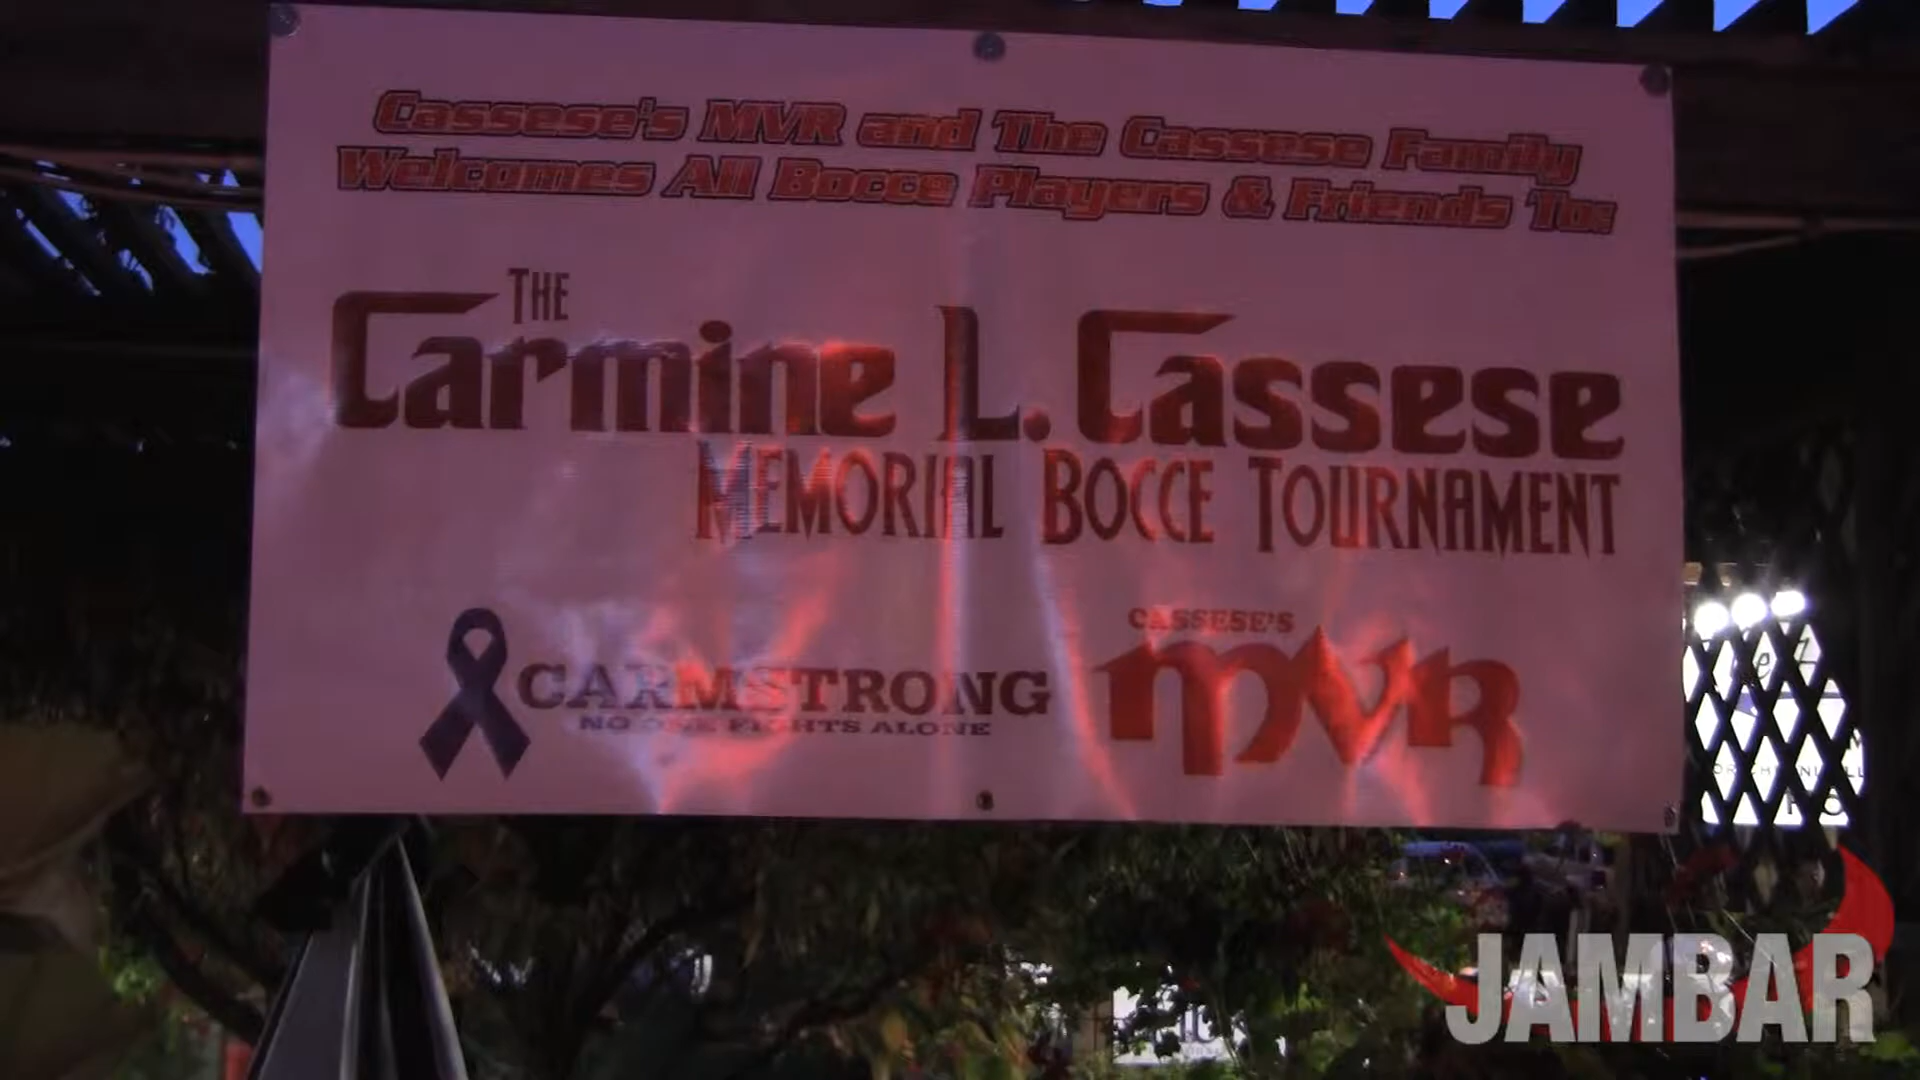 Cassese's MVR and The Cassese Family
Welcomes All Bocce Players & Friends To:
THE
Carmine L. Cassese
MEMORIAL BOCCE TOURNAMENT
CARMSTRONG
NO ONE FIGHTS ALONE
CASSESE'S
MVR
JAMBAR